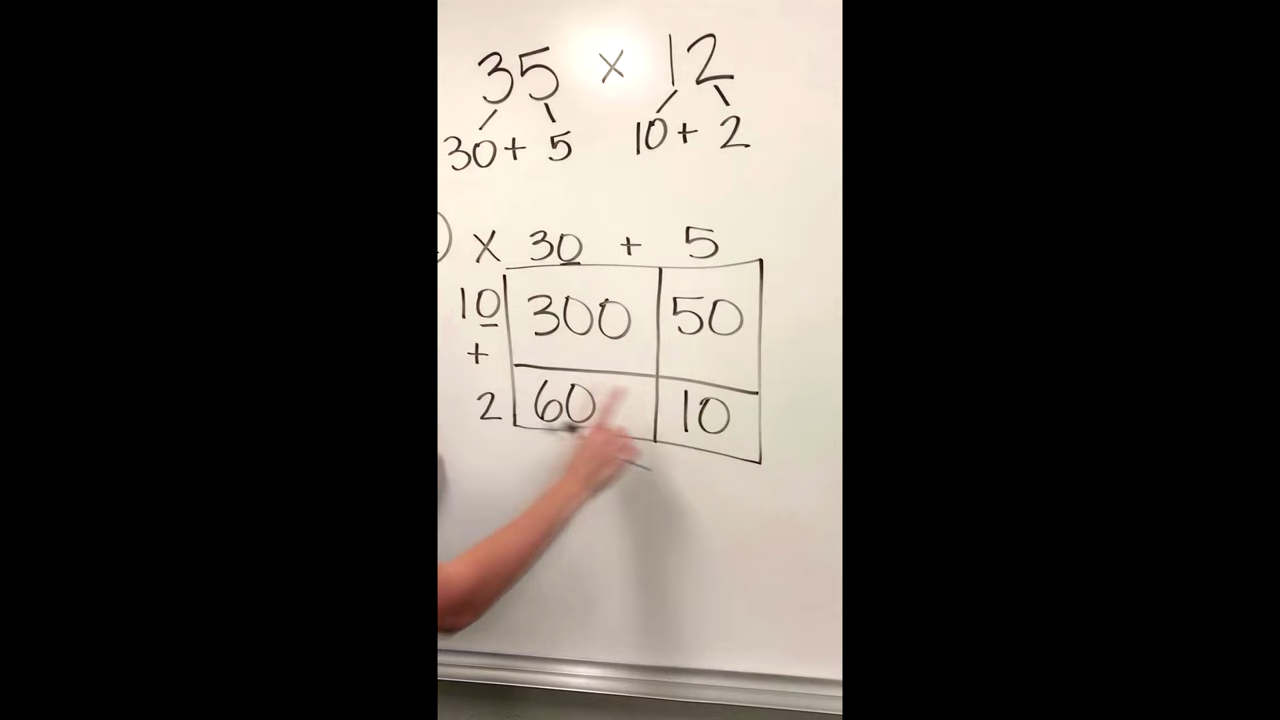 35 x 12
30 + 5 10 + 2
x 30 + 5
10 300 50
+
2 60 10